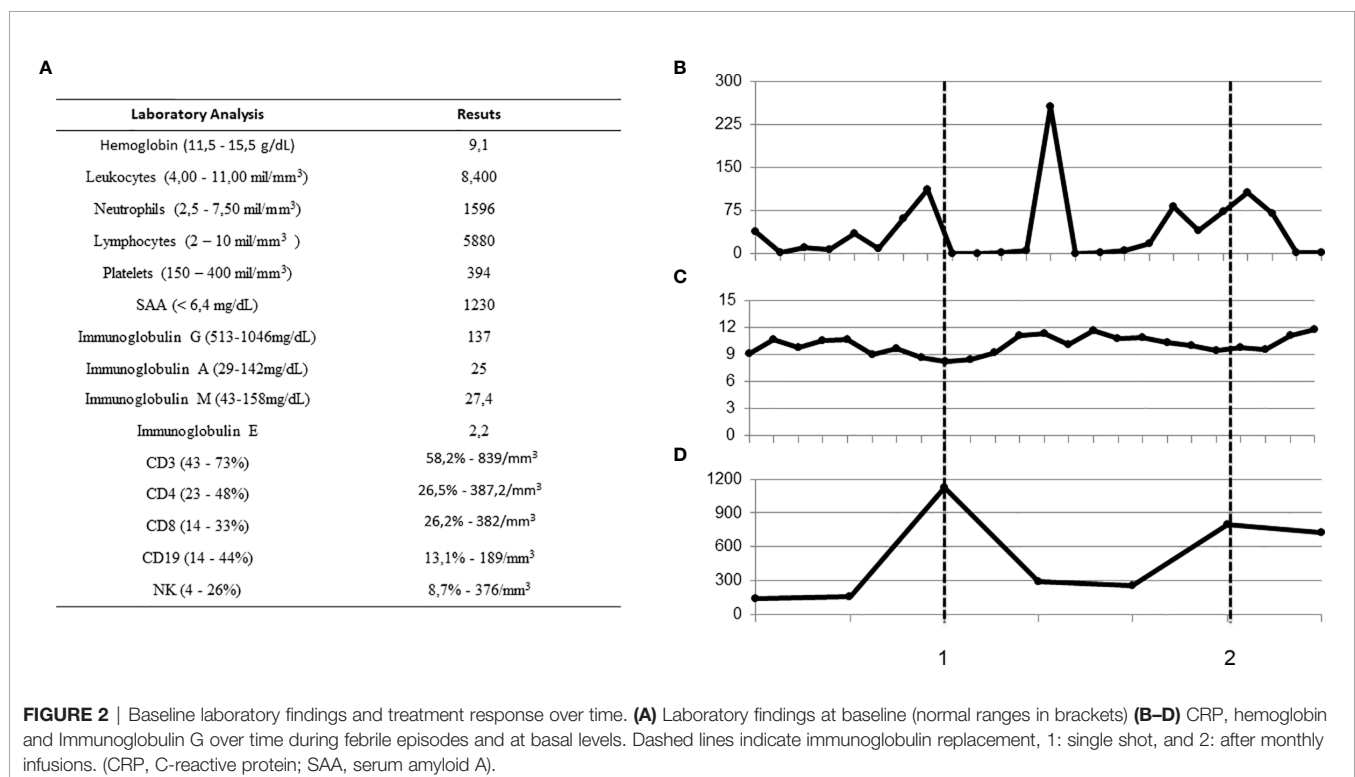 A
Laboratory Analysis Resuts
Hemoglobin (11,5 - 15,5 g/dL) 9,1
Leukocytes (4,00 - 11,00 mil/mm³) 8,400
Neutrophils (2,5 - 7,50 mil/mm³) 1596
Lymphocytes (2 – 10 mil/mm³ ) 5880
Platelets (150 – 400 mil/mm³) 394
SAA (< 6,4 mg/dL) 1230
Immunoglobulin G (513-1046mg/dL) 137
Immunoglobulin A (29-142mg/dL) 25
Immunoglobulin M (43-158mg/dL) 27,4
Immunoglobulin E 2,2
CD3 (43 - 73%) 58,2% - 839/mm³
CD4 (23 - 48%) 26,5% - 387,2/mm³
CD8 (14 - 33%) 26,2% - 382/mm³
CD19 (14 - 44%) 13,1% - 189/mm³
NK (4 - 26%) 8,7% - 376/mm³
B
300
225
150
75
0
C
15
12
9
6
3
0
D
1200
900
600
300
0
1 2
FIGURE 2 | Baseline laboratory findings and treatment response over time. (A) Laboratory findings at baseline (normal ranges in brackets) (B–D) CRP, hemoglobin
and Immunoglobulin G over time during febrile episodes and at basal levels. Dashed lines indicate immunoglobulin replacement, 1: single shot, and 2: after monthly
infusions. (CRP, C-reactive protein; SAA, serum amyloid A).